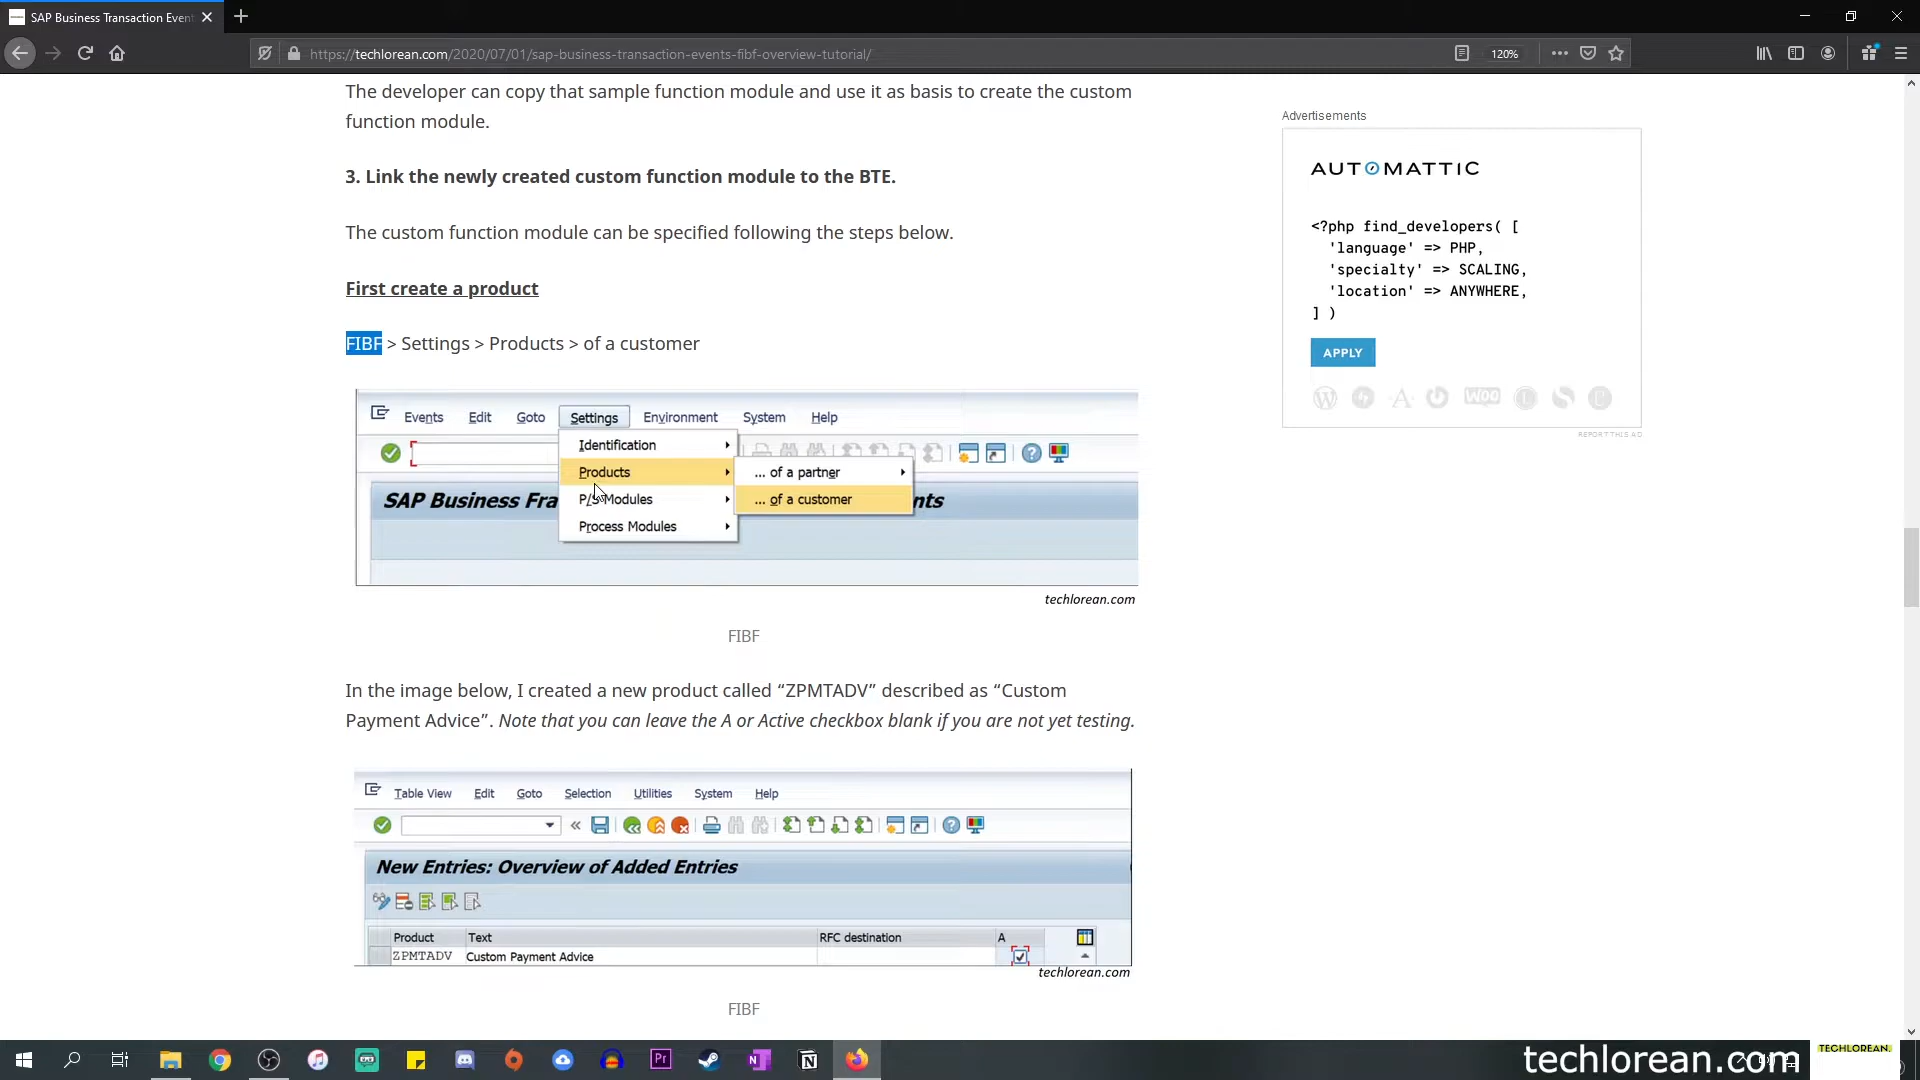 SAP Business Transaction Event
https://techlorean.com/2020/07/01/sap-business-transaction-events-fibf-overview-tutorial/
120%
The developer can copy that sample function module and use it as basis to create the custom
function module.
3. Link the newly created custom function module to the BTE.
The custom function module can be specified following the steps below.
First create a product
FIBF > Settings > Products > of a customer
Events Edit Goto Settings Environment System Help
Identification
Products
... of a partner
P/S Modules
... of a customer
SAP Business Fra
nts
Process Modules
techlorean.com
FIBF
In the image below, I created a new product called “ZPMTADV” described as “Custom
Payment Advice”. Note that you can leave the A or Active checkbox blank if you are not yet testing.
Table View Edit Goto Selection Utilities System Help
New Entries: Overview of Added Entries
Product Text RFC destination A
ZPMTADV Custom Payment Advice
techlorean.com
FIBF
Advertisements
AUTOMATTIC
<?php find_developers( [
'language' => PHP,
'specialty' => SCALING,
'location' => ANYWHERE,
] )
APPLY
WOO
REPORT THIS AD
techlorean.com
TECHLOREAN.